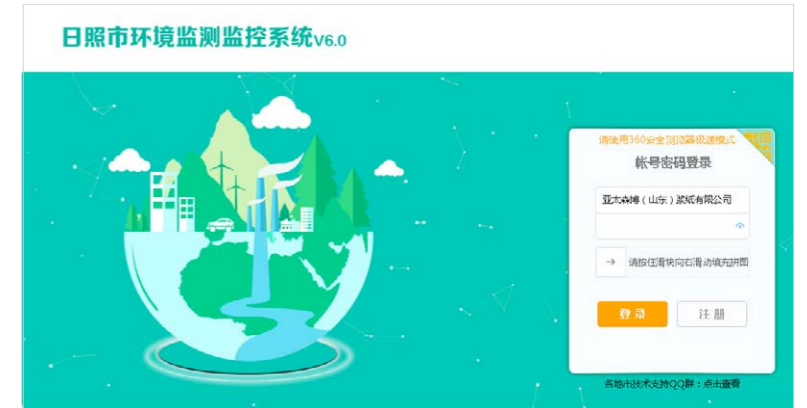 日照市环境监测监控系统V6.0
请使用360安全浏览器极速模式
帐号密码登录
亚太森博（山东）浆纸有限公司
→ 请按住滑块向右滑动填充拼图
登录 注册
各地市技术支持QQ群：点击查看